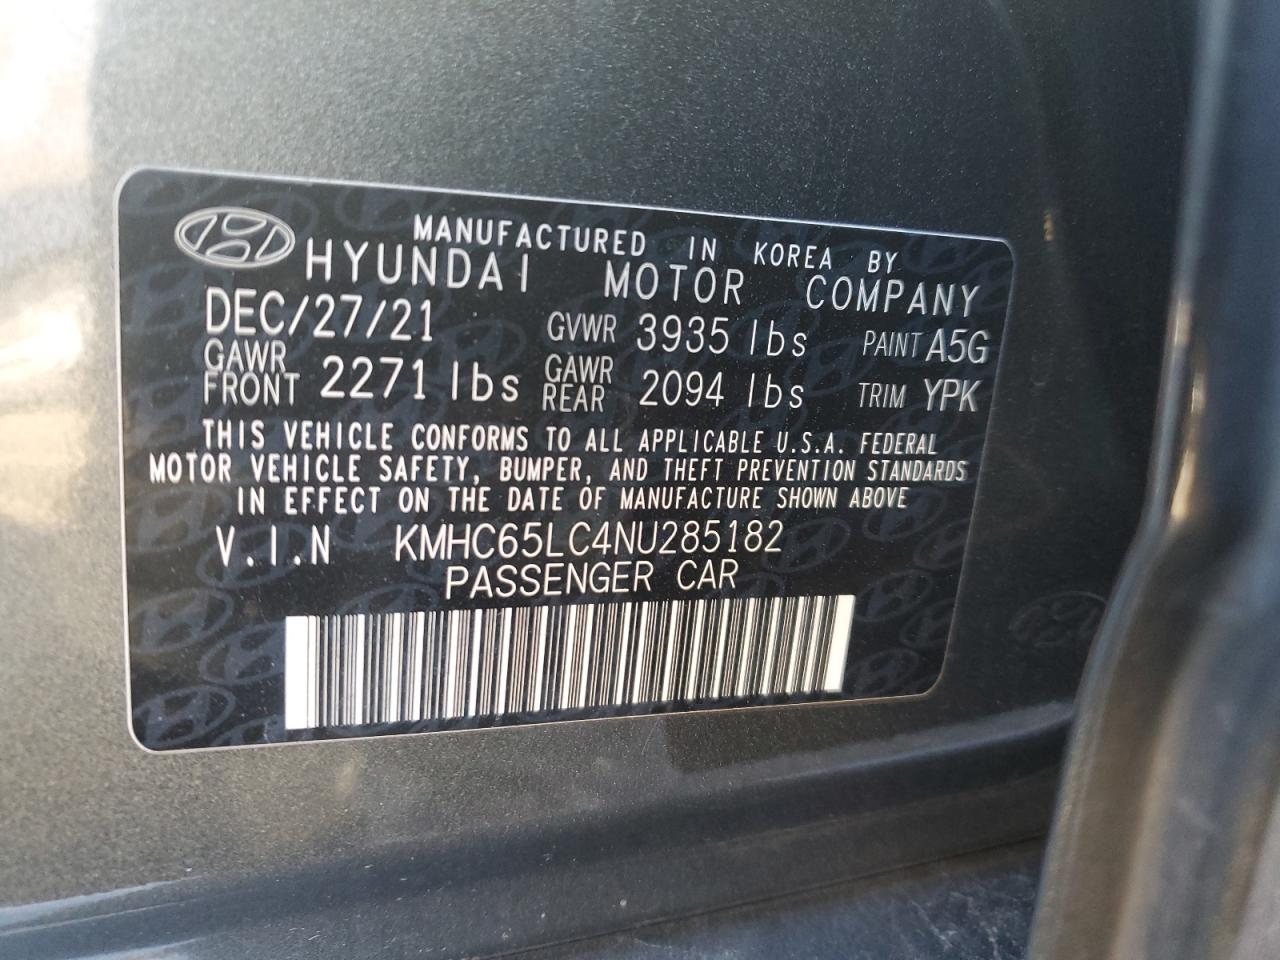 MANUFACTURED IN KOREA BY
HYUNDAI MOTOR COMPANY
DEC/27/21 GVWR 3935 lbs PAINT A5G
GAWR FRONT 2271 lbs GAWR REAR 2094 lbs TRIM YPK
THIS VEHICLE CONFORMS TO ALL APPLICABLE U.S.A. FEDERAL
MOTOR VEHICLE SAFETY, BUMPER, AND THEFT PREVENTION STANDARDS
IN EFFECT ON THE DATE OF MANUFACTURE SHOWN ABOVE
V.I.N KMHC65LC4NU285182
PASSENGER CAR